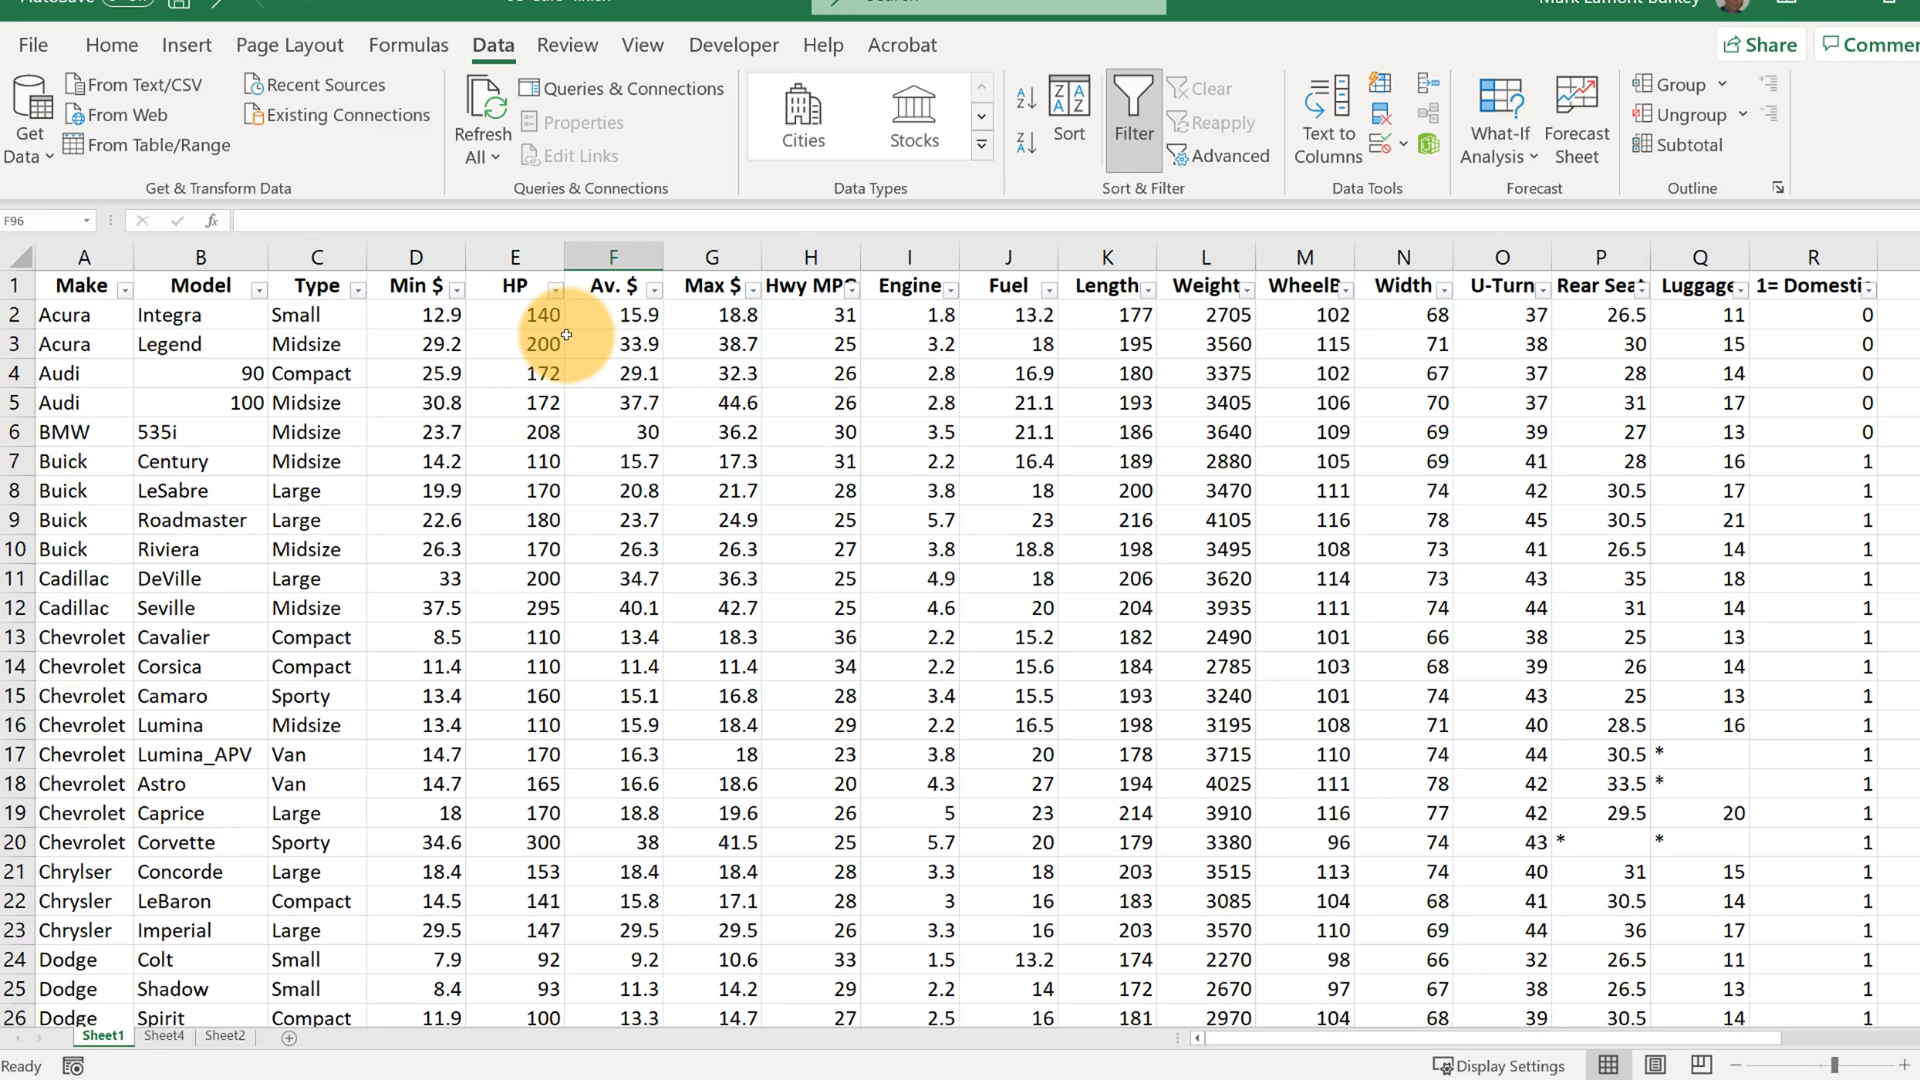 File Home Insert Page Layout Formulas Data Review View Developer Help Acrobat Share
From Text/CSV Recent Sources Queries & Connections Clear Group
From Web Existing Connections Properties Reapply Ungroup
Get Data From Table/Range Refresh All Edit Links Cities Stocks Sort Filter Advanced Text to Columns What-If Analysis Forecast Sheet Subtotal
Get & Transform Data Queries & Connections Data Types Sort & Filter Data Tools Forecast Outline
F96 fx
A B C D E F G H I J K L M N O P Q R
1 Make Model Type Min $ HP Av. $ Max $ Hwy MPG Engine Fuel Length Weight WheelB Width U-Turn Rear Seat Luggage 1= Domesti
2 Acura Integra Small 12.9 140 15.9 18.8 31 1.8 13.2 177 2705 102 68 37 26.5 11 0
3 Acura Legend Midsize 29.2 200 33.9 38.7 25 3.2 18 195 3560 115 71 38 30 15 0
4 Audi 90 Compact 25.9 172 29.1 32.3 26 2.8 16.9 180 3375 102 67 37 28 14 0
5 Audi 100 Midsize 30.8 172 37.7 44.6 26 2.8 21.1 193 3405 106 70 37 31 17 0
6 BMW 535i Midsize 23.7 208 30 36.2 30 3.5 21.1 186 3640 109 69 39 27 13 0
7 Buick Century Midsize 14.2 110 15.7 17.3 31 2.2 16.4 189 2880 105 69 41 28 16 1
8 Buick LeSabre Large 19.9 170 20.8 21.7 28 3.8 18 200 3470 111 74 42 30.5 17 1
9 Buick Roadmaster Large 22.6 180 23.7 24.9 25 5.7 23 216 4105 116 78 45 30.5 21 1
10 Buick Riviera Midsize 26.3 170 26.3 26.3 27 3.8 18.8 198 3495 108 73 41 26.5 14 1
11 Cadillac DeVille Large 33 200 34.7 36.3 25 4.9 18 206 3620 114 73 43 35 18 1
12 Cadillac Seville Midsize 37.5 295 40.1 42.7 25 4.6 20 204 3935 111 74 44 31 14 1
13 Chevrolet Cavalier Compact 8.5 110 13.4 18.3 36 2.2 15.2 182 2490 101 66 38 25 13 1
14 Chevrolet Corsica Compact 11.4 110 11.4 11.4 34 2.2 15.6 184 2785 103 68 39 26 14 1
15 Chevrolet Camaro Sporty 13.4 160 15.1 16.8 28 3.4 15.5 193 3240 101 74 43 25 13 1
16 Chevrolet Lumina Midsize 13.4 110 15.9 18.4 29 2.2 16.5 198 3195 108 71 40 28.5 16 1
17 Chevrolet Lumina_APV Van 14.7 170 16.3 18 23 3.8 20 178 3715 110 74 44 30.5 * 1
18 Chevrolet Astro Van 14.7 165 16.6 18.6 20 4.3 27 194 4025 111 78 42 33.5 * 1
19 Chevrolet Caprice Large 18 170 18.8 19.6 26 5 23 214 3910 116 77 42 29.5 20 1
20 Chevrolet Corvette Sporty 34.6 300 38 41.5 25 5.7 20 179 3380 96 74 43 * * 1
21 Chrylser Concorde Large 18.4 153 18.4 18.4 28 3.3 18 203 3515 113 74 40 31 15 1
22 Chrysler LeBaron Compact 14.5 141 15.8 17.1 28 3 16 183 3085 104 68 41 30.5 14 1
23 Chrysler Imperial Large 29.5 147 29.5 29.5 26 3.3 16 203 3570 110 69 44 36 17 1
24 Dodge Colt Small 7.9 92 9.2 10.6 33 1.5 13.2 174 2270 98 66 32 26.5 11 1
25 Dodge Shadow Small 8.4 93 11.3 14.2 29 2.2 14 172 2670 97 67 38 26.5 13 1
26 Dodge Spirit Compact 11.9 100 13.3 14.7 27 2.5 16 181 2970 104 68 39 30.5 14 1
Sheet1 Sheet4 Sheet2
Ready Display Settings